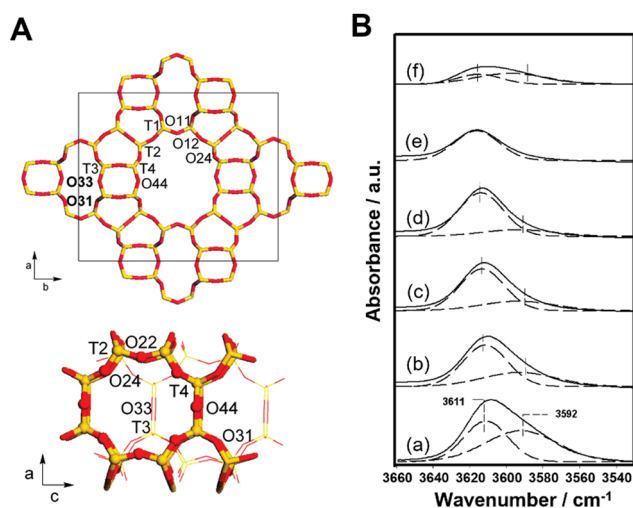 A
T1
O11
O12
T2
O24
T3
T4
O33
O44
O31
a
b
T2
O22
O24
T4
O33
O44
T3
O31
a
c
B
Absorbance / a.u.
(f)
(e)
(d)
(c)
(b)
3611
3592
(a)
3660 3640 3620 3600 3580 3560 3540
Wavenumber / cm-1